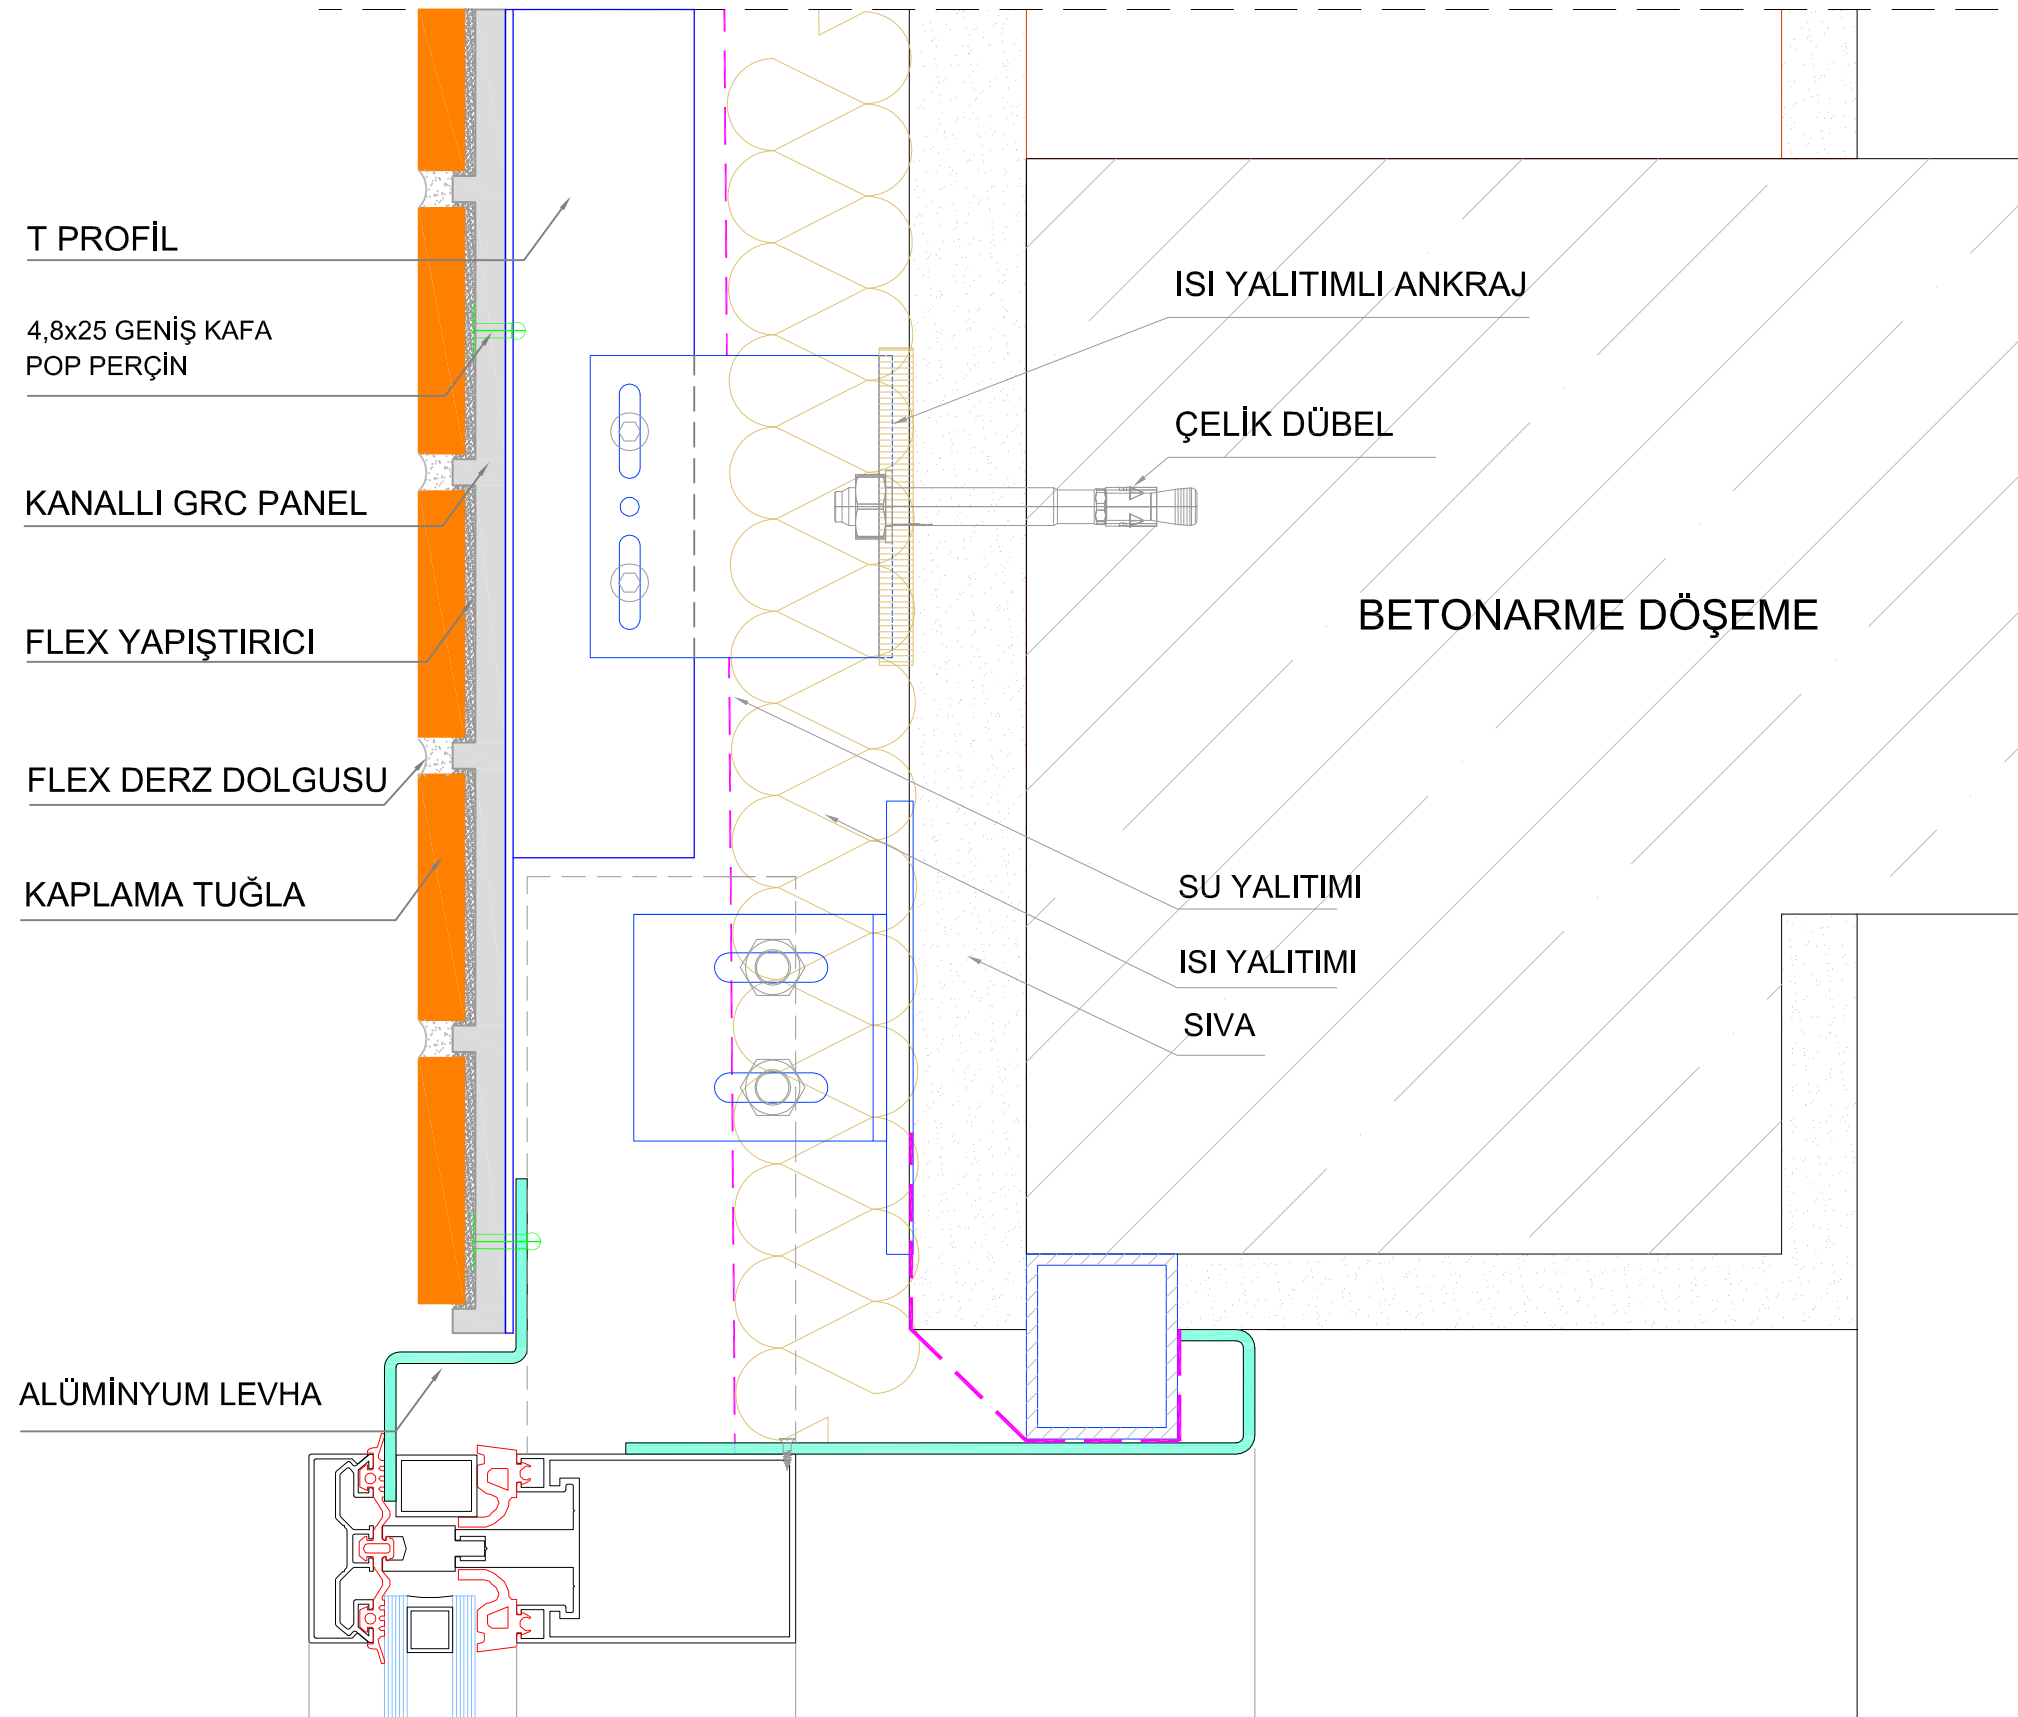 T PROFİL
4,8x25 GENİŞ KAFA
POP PERÇİN
KANALLI GRC PANEL
FLEX YAPIŞTIRICI
FLEX DERZ DOLGUSU
KAPLAMA TUĞLA
ALÜMİNYUM LEVHA
ISI YALITIMLI ANKRAJ
ÇELİK DÜBEL
BETONARME DÖŞEME
SU YALITIMI
ISI YALITIMI
SIVA